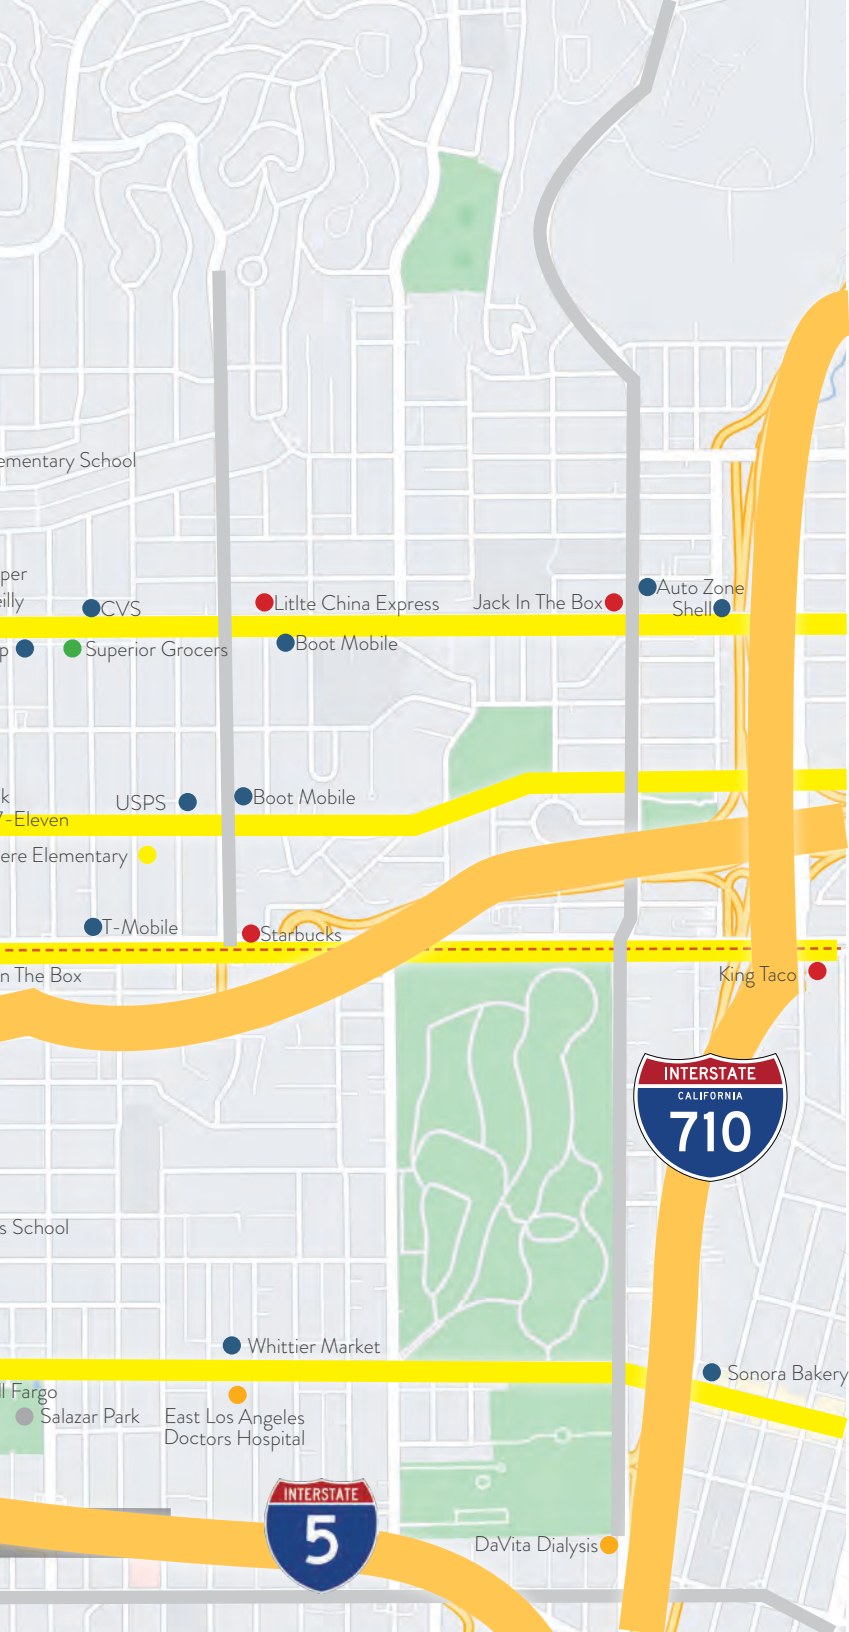 ementary School
per
eilly
CVS
Litlte China Express
Jack In The Box
Auto Zone
Shell
p
Superior Grocers
Boot Mobile
k
USPS
Boot Mobile
7-Eleven
ere Elementary
T-Mobile
Starbucks
n The Box
King Taco
INTERSTATE
CALIFORNIA
710
s School
Whittier Market
Sonora Bakery
ll Fargo
Salazar Park
East Los Angeles
Doctors Hospital
INTERSTATE
5
DaVita Dialysis